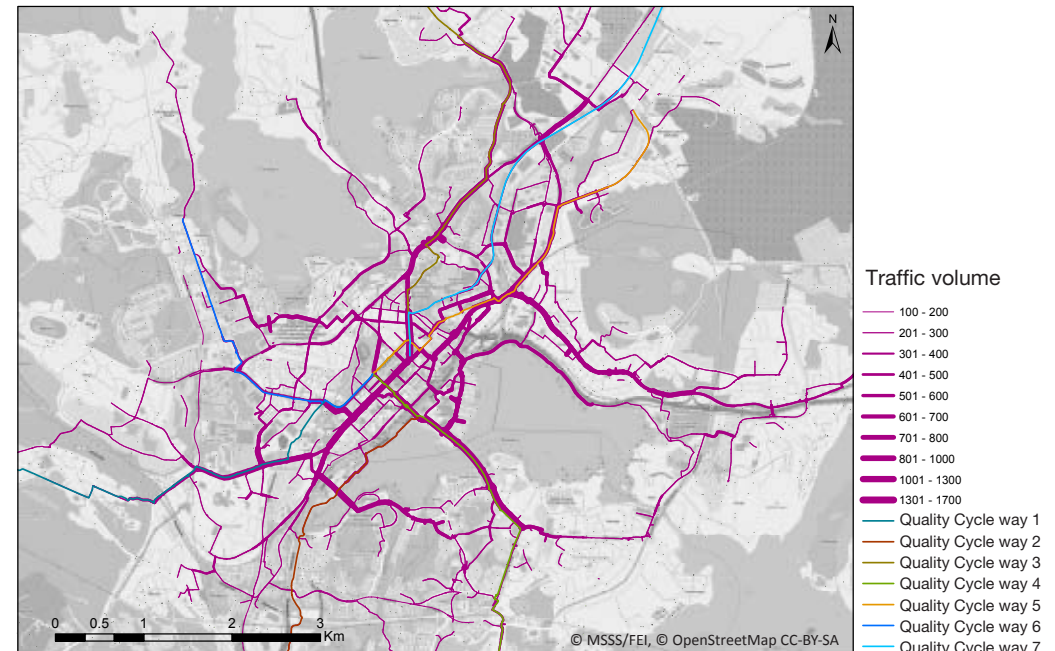 N
Traffic volume
100 - 200
201 - 300
301 - 400
401 - 500
501 - 600
601 - 700
701 - 800
801 - 1000
1001 - 1300
1301 - 1700
Quality Cycle way 1
Quality Cycle way 2
Quality Cycle way 3
Quality Cycle way 4
Quality Cycle way 5
Quality Cycle way 6
Quality Cycle way 7
0 0.5 1 2 3
Km
© MSSS/FEI, © OpenStreetMap CC-BY-SA